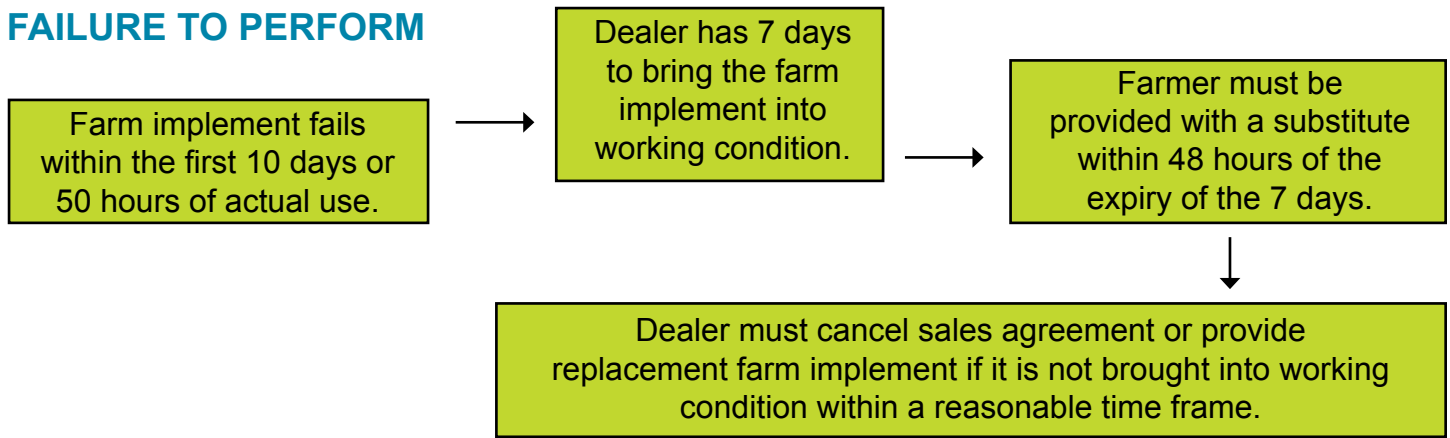 FAILURE TO PERFORM
Farm implement fails
within the first 10 days or
50 hours of actual use.
Dealer has 7 days
to bring the farm
implement into
working condition.
Farmer must be
provided with a substitute
within 48 hours of the
expiry of the 7 days.
Dealer must cancel sales agreement or provide
replacement farm implement if it is not brought into working
condition within a reasonable time frame.